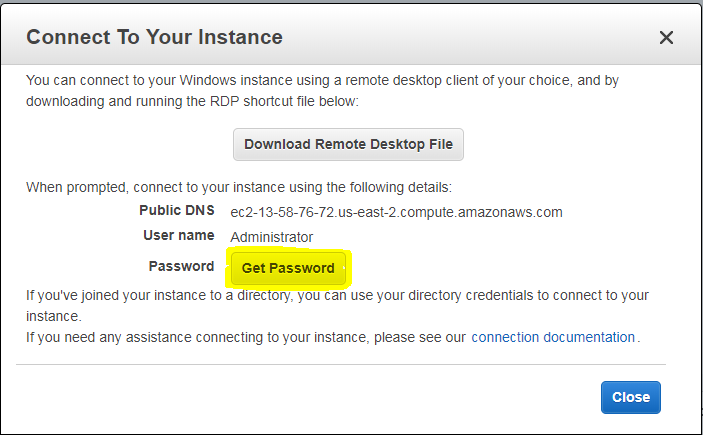 Connect To Your Instance
You can connect to your Windows instance using a remote desktop client of your choice, and by
downloading and running the RDP shortcut file below:
Download Remote Desktop File
When prompted, connect to your instance using the following details:
Public DNS ec2-13-58-76-72.us-east-2.compute.amazonaws.com
User name Administrator
Password Get Password
If you've joined your instance to a directory, you can use your directory credentials to connect to your
instance.
If you need any assistance connecting to your instance, please see our connection documentation.
Close